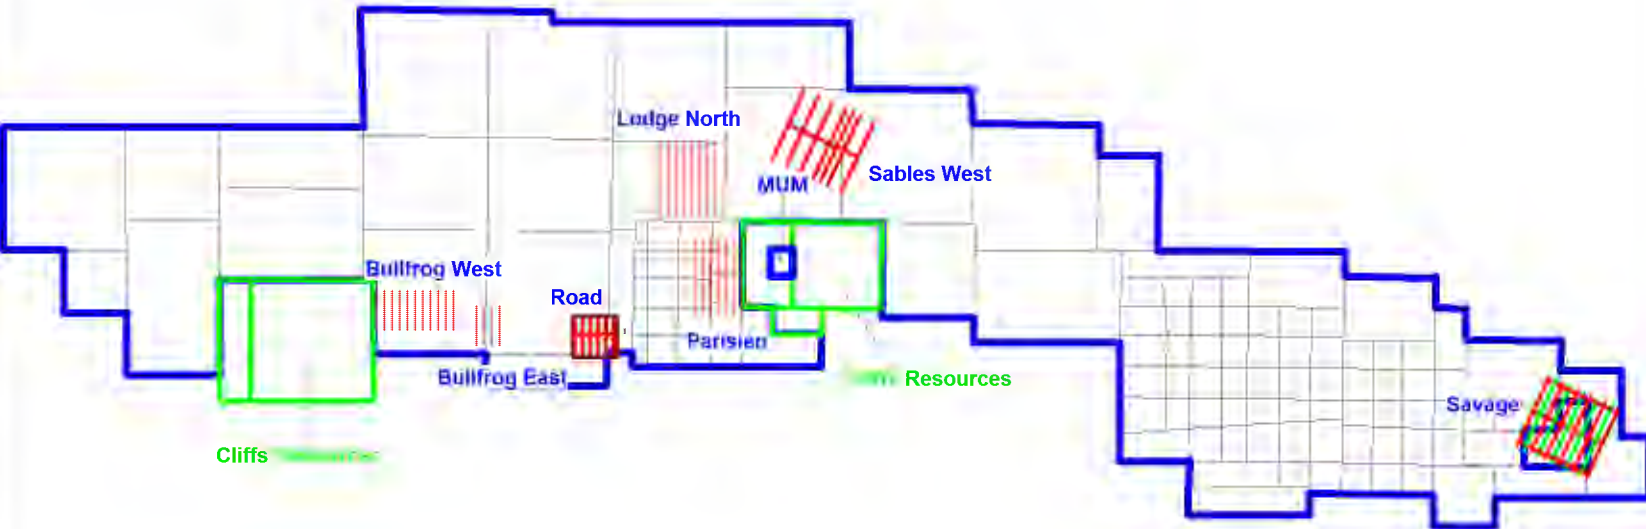 Lodge North
MUM
Sables West
Bullfrog West
Road
Parisien
Bullfrog East
Resources
Savage
Cliffs